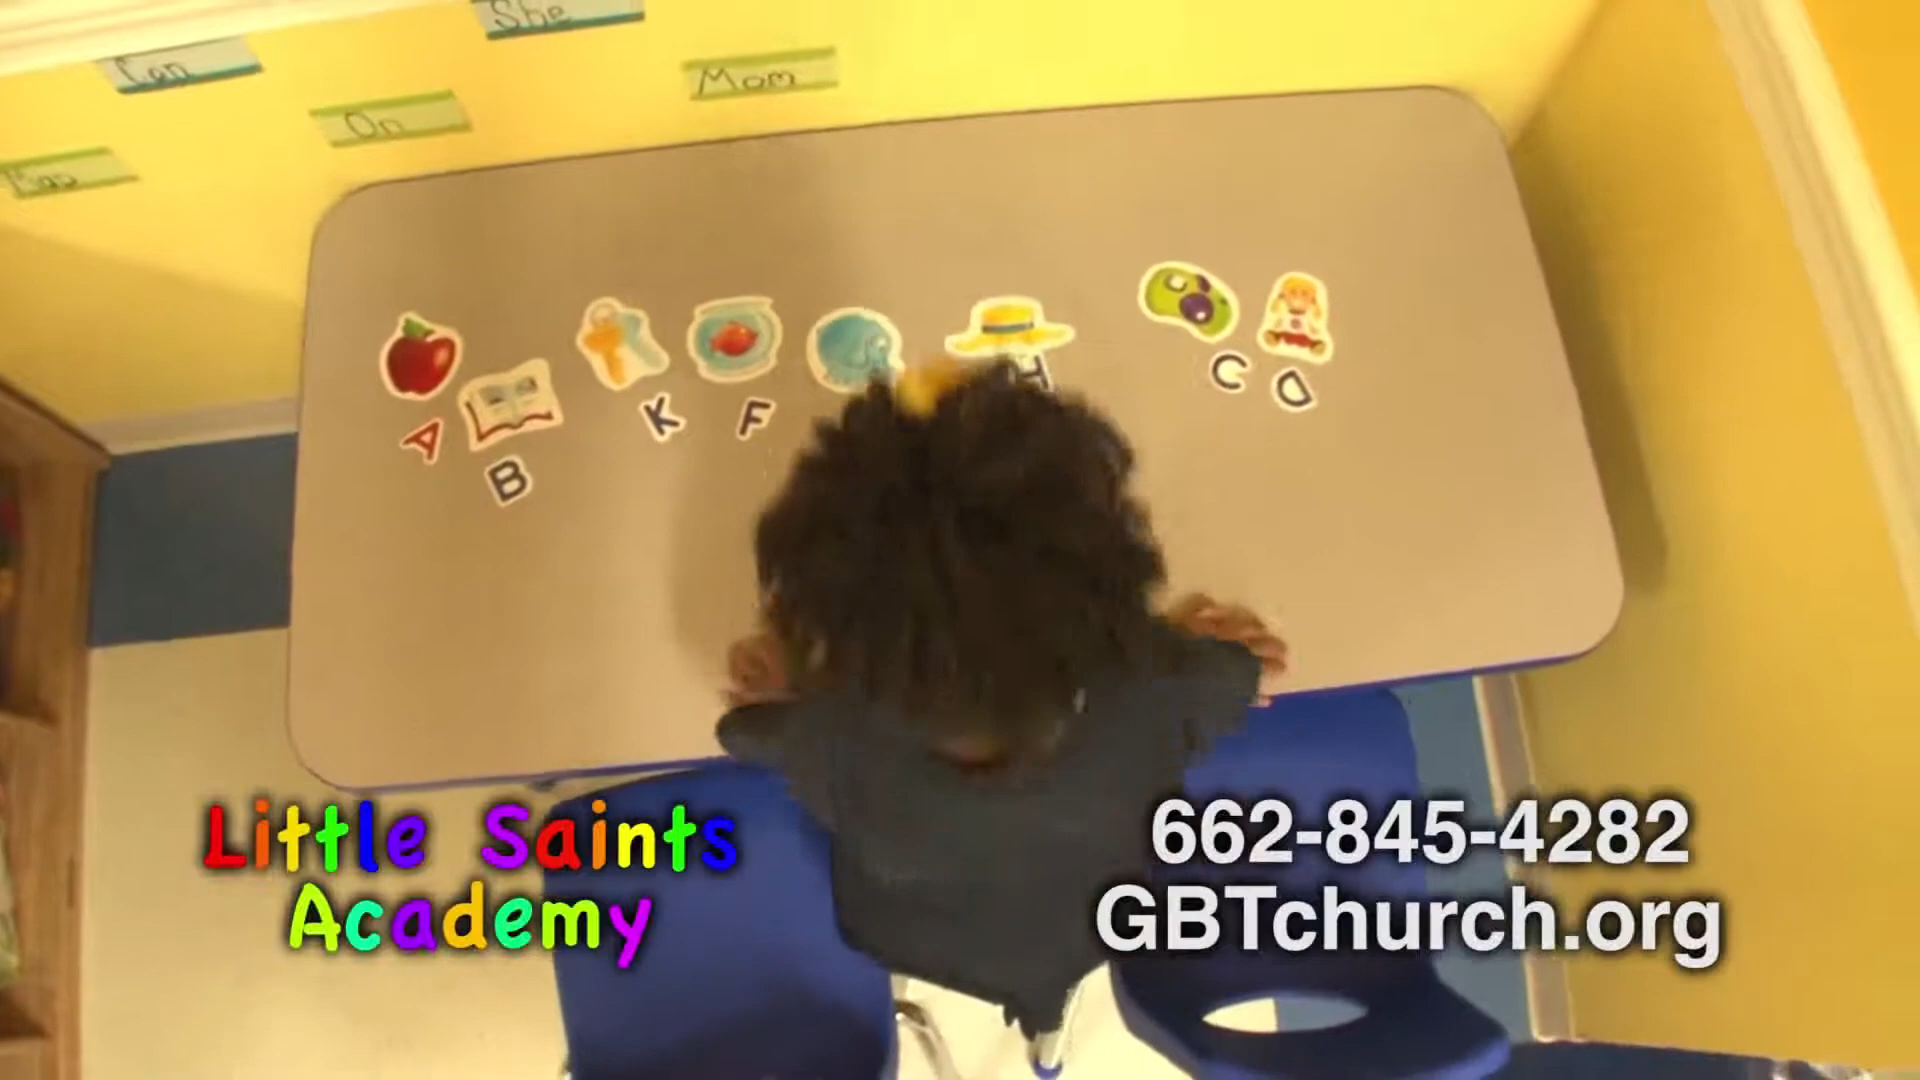 She
Can
Mom
On
A
B
K
F
H
C
D
Little Saints
Academy
662-845-4282
GBTchurch.org